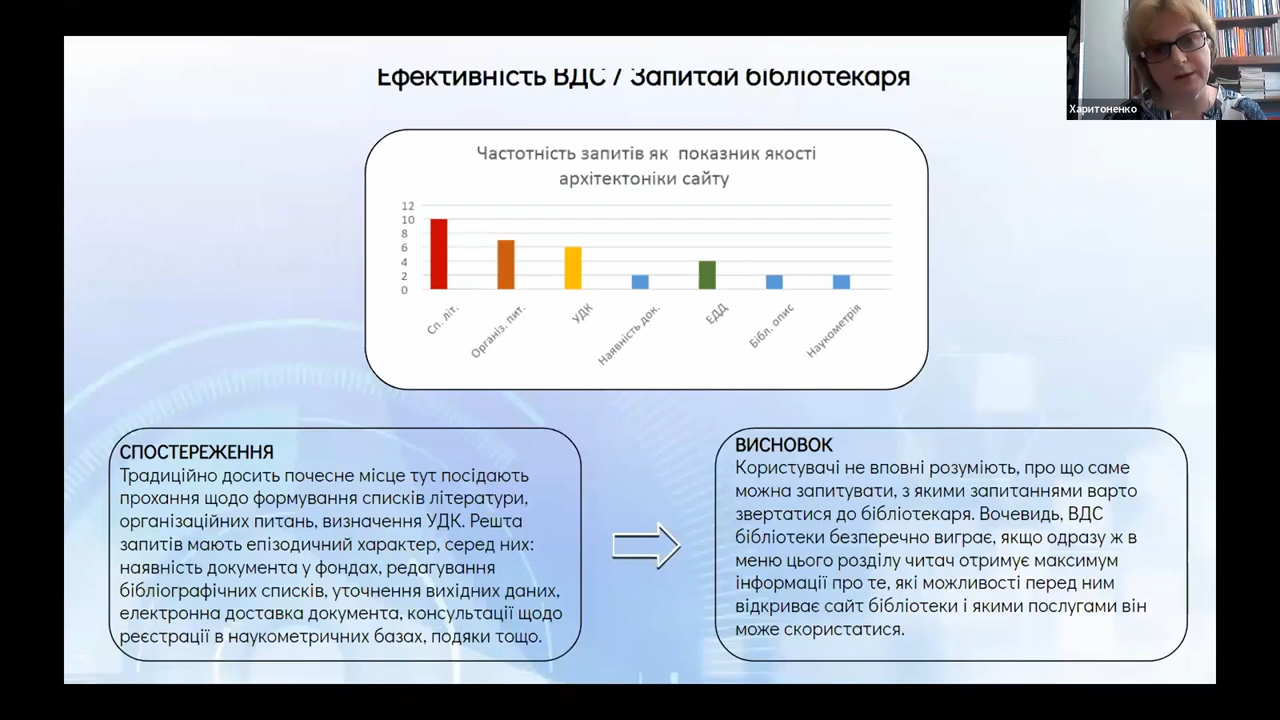 Ефективність ВДС / Запитай бібліотекаря
Харитоненко
Частотність запитів як показник якості
архітектоніки сайту
12
10
8
6
4
2
0
Сп. літ.
Організ. пит.
УДК
Наявність док.
ЕДД
Бібл. опис
Наукометрія
СПОСТЕРЕЖЕННЯ
Традиційно досить почесне місце тут посідають
прохання щодо формування списків літератури,
організаційних питань, визначення УДК. Решта
запитів мають епізодичний характер, серед них:
наявність документа у фондах, редагування
бібліографічних списків, уточнення вихідних даних,
електронна доставка документа, консультації щодо
реєстрації в наукометричних базах, подяки тощо.
ВИСНОВОК
Користувачі не вповні розуміють, про що саме
можна запитувати, з якими запитаннями варто
звертатися до бібліотекаря. Вочевидь, ВДС
бібліотеки безперечно виграє, якщо одразу ж в
меню цього розділу читач отримує максимум
інформації про те, які можливості перед ним
відкриває сайт бібліотеки і якими послугами він
може скористатися.